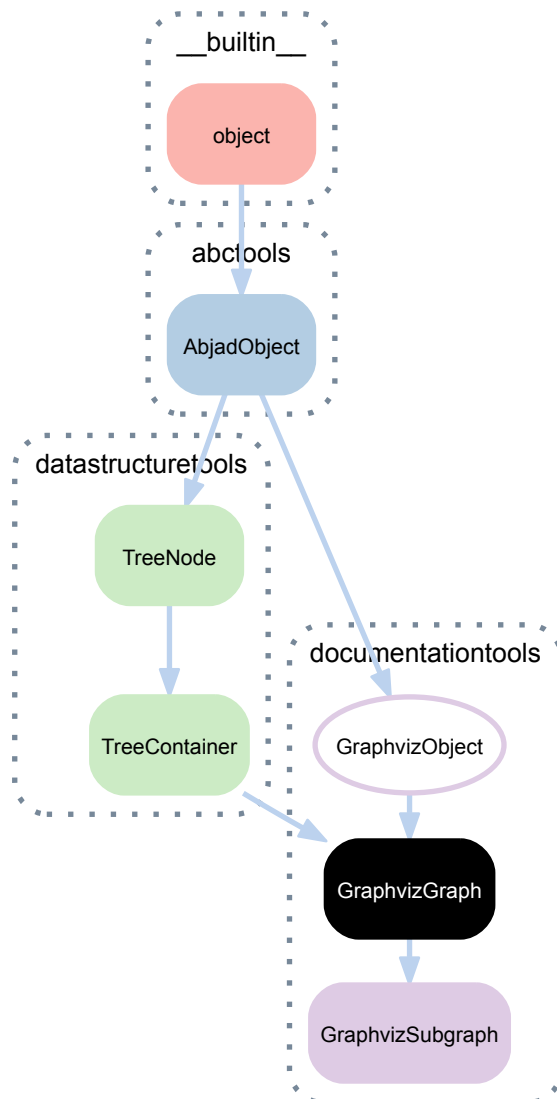 __builtin__
object
abctools
AbjadObject
datastructuretools
TreeNode
TreeContainer
documentationtools
GraphvizObject
GraphvizGraph
GraphvizSubgraph